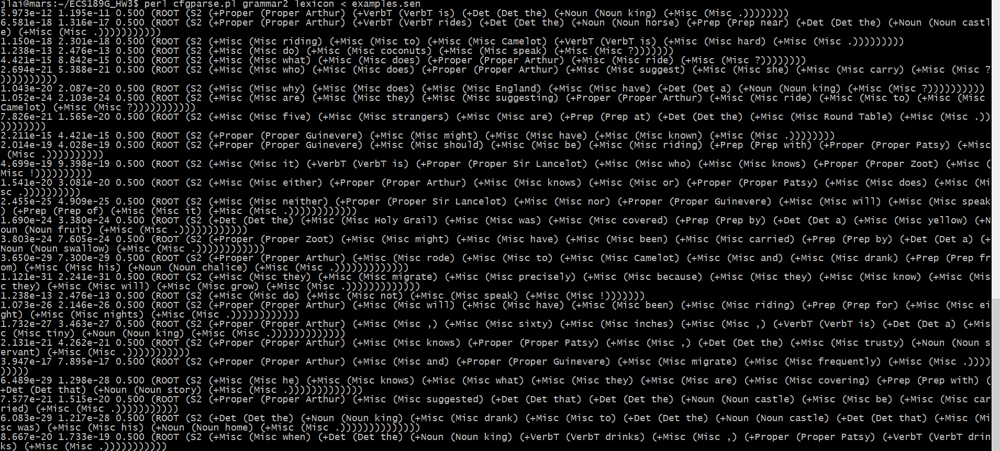 jlai@mars:~/ECS189G_HW3$ perl cfgparse.pl grammar2 lexicon < examples.sen
5.973e-12 1.195e-11 0.500 (ROOT (S2 (+Proper (Proper Arthur) (+VerbT (VerbT is) (+Det (Det the) (+Noun (Noun king) (+Misc (Misc .))))))))
6.581e-18 1.316e-17 0.500 (ROOT (S2 (+Proper (Proper Arthur) (+VerbT (VerbT rides) (+Det (Det the) (+Noun (Noun horse) (+Prep (Prep near) (+Det (Det the) (+Noun (Noun castl
e) (+Misc (Misc .)))))))))))
1.150e-18 2.301e-18 0.500 (ROOT (S2 (+Misc (Misc riding) (+Misc (Misc to) (+Misc (Misc Camelot) (+VerbT (VerbT is) (+Misc (Misc hard) (+Misc (Misc .)))))))))
1.238e-13 2.476e-13 0.500 (ROOT (S2 (+Misc (Misc do) (+Misc (Misc coconuts) (+Misc (Misc speak) (+Misc (Misc ?)))))))
4.421e-15 8.842e-15 0.500 (ROOT (S2 (+Misc (Misc what) (+Misc (Misc does) (+Proper (Proper Arthur) (+Misc (Misc ride) (+Misc (Misc ?))))))))
2.694e-21 5.388e-21 0.500 (ROOT (S2 (+Misc (Misc who) (+Misc (Misc does) (+Proper (Proper Arthur) (+Misc (Misc suggest) (+Misc (Misc she) (+Misc (Misc carry) (+Misc (Misc ?
))))))))))
1.043e-20 2.087e-20 0.500 (ROOT (S2 (+Misc (Misc why) (+Misc (Misc does) (+Misc (Misc England) (+Misc (Misc have) (+Det (Det a) (+Noun (Noun king) (+Misc (Misc ?))))))))))
1.052e-24 2.103e-24 0.500 (ROOT (S2 (+Misc (Misc are) (+Misc (Misc they) (+Misc (Misc suggesting) (+Proper (Proper Arthur) (+Misc (Misc ride) (+Misc (Misc to) (+Misc (Misc
Camelot) (+Misc (Misc ?)))))))))))
7.826e-21 1.565e-20 0.500 (ROOT (S2 (+Misc (Misc five) (+Misc (Misc strangers) (+Misc (Misc are) (+Prep (Prep at) (+Det (Det the) (+Misc (Misc Round Table) (+Misc (Misc .))
))))))))
2.211e-15 4.421e-15 0.500 (ROOT (S2 (+Proper (Proper Guinevere) (+Misc (Misc might) (+Misc (Misc have) (+Misc (Misc known) (+Misc (Misc .))))))))
2.014e-19 4.028e-19 0.500 (ROOT (S2 (+Proper (Proper Guinevere) (+Misc (Misc should) (+Misc (Misc be) (+Misc (Misc riding) (+Prep (Prep with) (+Proper (Proper Patsy) (+Misc
(Misc .))))))))))
4.699e-19 9.398e-19 0.500 (ROOT (S2 (+Misc (Misc it) (+VerbT (VerbT is) (+Proper (Proper Sir Lancelot) (+Misc (Misc who) (+Misc (Misc knows) (+Proper (Proper Zoot) (+Misc (
Misc !))))))))))
1.541e-20 3.081e-20 0.500 (ROOT (S2 (+Misc (Misc either) (+Proper (Proper Arthur) (+Misc (Misc knows) (+Misc (Misc or) (+Proper (Proper Patsy) (+Misc (Misc does) (+Misc (Mi
sc .))))))))))
2.455e-25 4.909e-25 0.500 (ROOT (S2 (+Misc (Misc neither) (+Proper (Proper Sir Lancelot) (+Misc (Misc nor) (+Proper (Proper Guinevere) (+Misc (Misc will) (+Misc (Misc speak
) (+Prep (Prep of) (+Misc (Misc it) (+Misc (Misc .))))))))))))
1.690e-24 3.380e-24 0.500 (ROOT (S2 (+Det (Det the) (+Misc (Misc Holy Grail) (+Misc (Misc was) (+Misc (Misc covered) (+Prep (Prep by) (+Det (Det a) (+Misc (Misc yellow) (+N
oun (Noun fruit) (+Misc (Misc .))))))))))))
3.803e-24 7.605e-24 0.500 (ROOT (S2 (+Proper (Proper Zoot) (+Misc (Misc might) (+Misc (Misc have) (+Misc (Misc been) (+Misc (Misc carried) (+Prep (Prep by) (+Det (Det a) (+
Noun (Noun swallow) (+Misc (Misc .))))))))))))
3.650e-29 7.300e-29 0.500 (ROOT (S2 (+Proper (Proper Arthur) (+Misc (Misc rode) (+Misc (Misc to) (+Misc (Misc Camelot) (+Misc (Misc and) (+Misc (Misc drank) (+Prep (Prep fr
om) (+Misc (Misc his) (+Noun (Noun chalice) (+Misc (Misc .)))))))))))))
1.121e-31 2.241e-31 0.500 (ROOT (S2 (+Misc (Misc they) (+Misc (Misc migrate) (+Misc (Misc precisely) (+Misc (Misc because) (+Misc (Misc they) (+Misc (Misc know) (+Misc (Mis
c they) (+Misc (Misc will) (+Misc (Misc grow) (+Misc (Misc .)))))))))))))
1.238e-13 2.476e-13 0.500 (ROOT (S2 (+Misc (Misc do) (+Misc (Misc not) (+Misc (Misc speak) (+Misc (Misc !)))))))
1.073e-26 2.146e-26 0.500 (ROOT (S2 (+Proper (Proper Arthur) (+Misc (Misc will) (+Misc (Misc have) (+Misc (Misc been) (+Misc (Misc riding) (+Prep (Prep for) (+Misc (Misc ei
ght) (+Misc (Misc nights) (+Misc (Misc .))))))))))))
1.732e-27 3.463e-27 0.500 (ROOT (S2 (+Proper (Proper Arthur) (+Misc (Misc ,) (+Misc (Misc sixty) (+Misc (Misc inches) (+Misc (Misc ,) (+VerbT (VerbT is) (+Det (Det a) (+Mis
c (Misc tiny) (+Noun (Noun king) (+Misc (Misc .)))))))))))))
2.131e-21 4.262e-21 0.500 (ROOT (S2 (+Proper (Proper Arthur) (+Misc (Misc knows) (+Proper (Proper Patsy) (+Misc (Misc ,) (+Det (Det the) (+Misc (Misc trusty) (+Noun (Noun s
ervant) (+Misc (Misc .)))))))))))
3.947e-17 7.895e-17 0.500 (ROOT (S2 (+Proper (Proper Arthur) (+Misc (Misc and) (+Proper (Proper Guinevere) (+Misc (Misc migrate) (+Misc (Misc frequently) (+Misc (Misc .))))
)))))
6.489e-29 1.298e-28 0.500 (ROOT (S2 (+Misc (Misc he) (+Misc (Misc knows) (+Misc (Misc what) (+Misc (Misc they) (+Misc (Misc are) (+Misc (Misc covering) (+Prep (Prep with) (
+Det (Det that) (+Noun (Noun story) (+Misc (Misc .)))))))))))))
7.577e-21 1.515e-20 0.500 (ROOT (S2 (+Proper (Proper Arthur) (+Misc (Misc suggested) (+Det (Det that) (+Det (Det the) (+Noun (Noun castle) (+Misc (Misc be) (+Misc (Misc car
ried) (+Misc (Misc .)))))))))))
6.083e-29 1.217e-28 0.500 (ROOT (S2 (+Det (Det the) (+Noun (Noun king) (+Misc (Misc drank) (+Misc (Misc to) (+Det (Det the) (+Noun (Noun castle) (+Det (Det that) (+Misc (Mi
sc was) (+Misc (Misc his) (+Noun (Noun home) (+Misc (Misc .))))))))))))))
8.667e-20 1.733e-19 0.500 (ROOT (S2 (+Misc (Misc when) (+Det (Det the) (+Noun (Noun king) (+VerbT (VerbT drinks) (+Misc (Misc ,) (+Proper (Proper Patsy) (+VerbT (VerbT drin
ks) (+Misc (Misc .)))))))))))